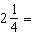 2 1/4 =